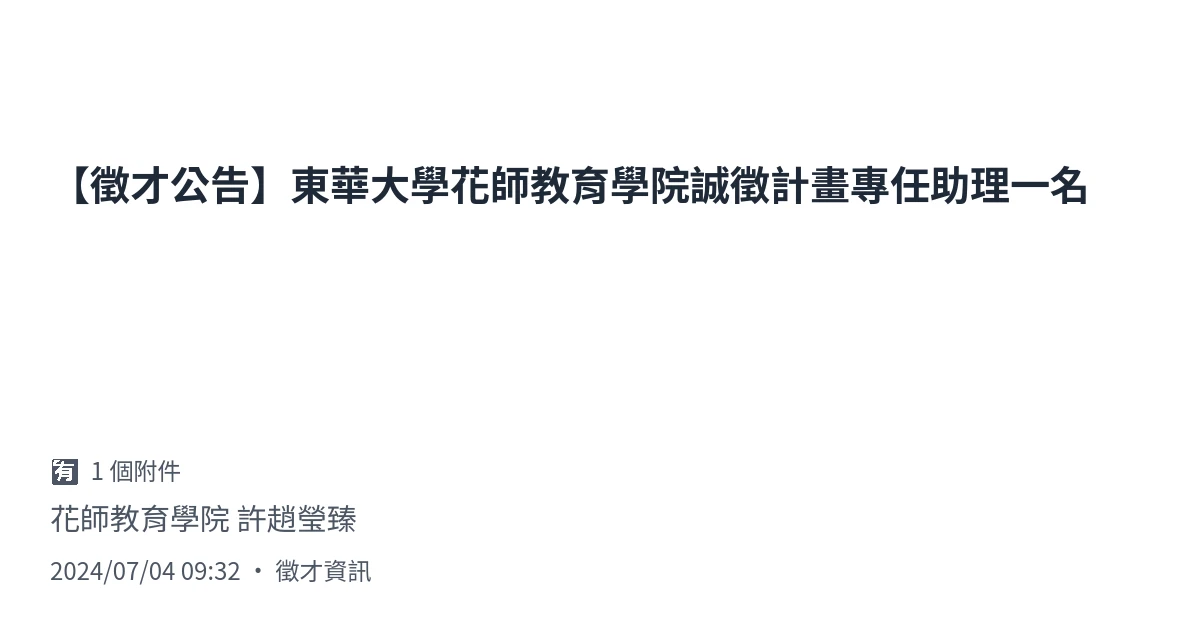 【徵才公告】東華大學花師教育學院誠徵計畫專任助理一名
🈶 1 個附件
花師教育學院 許趙瑩臻
2024/07/04 09:32 • 徵才資訊